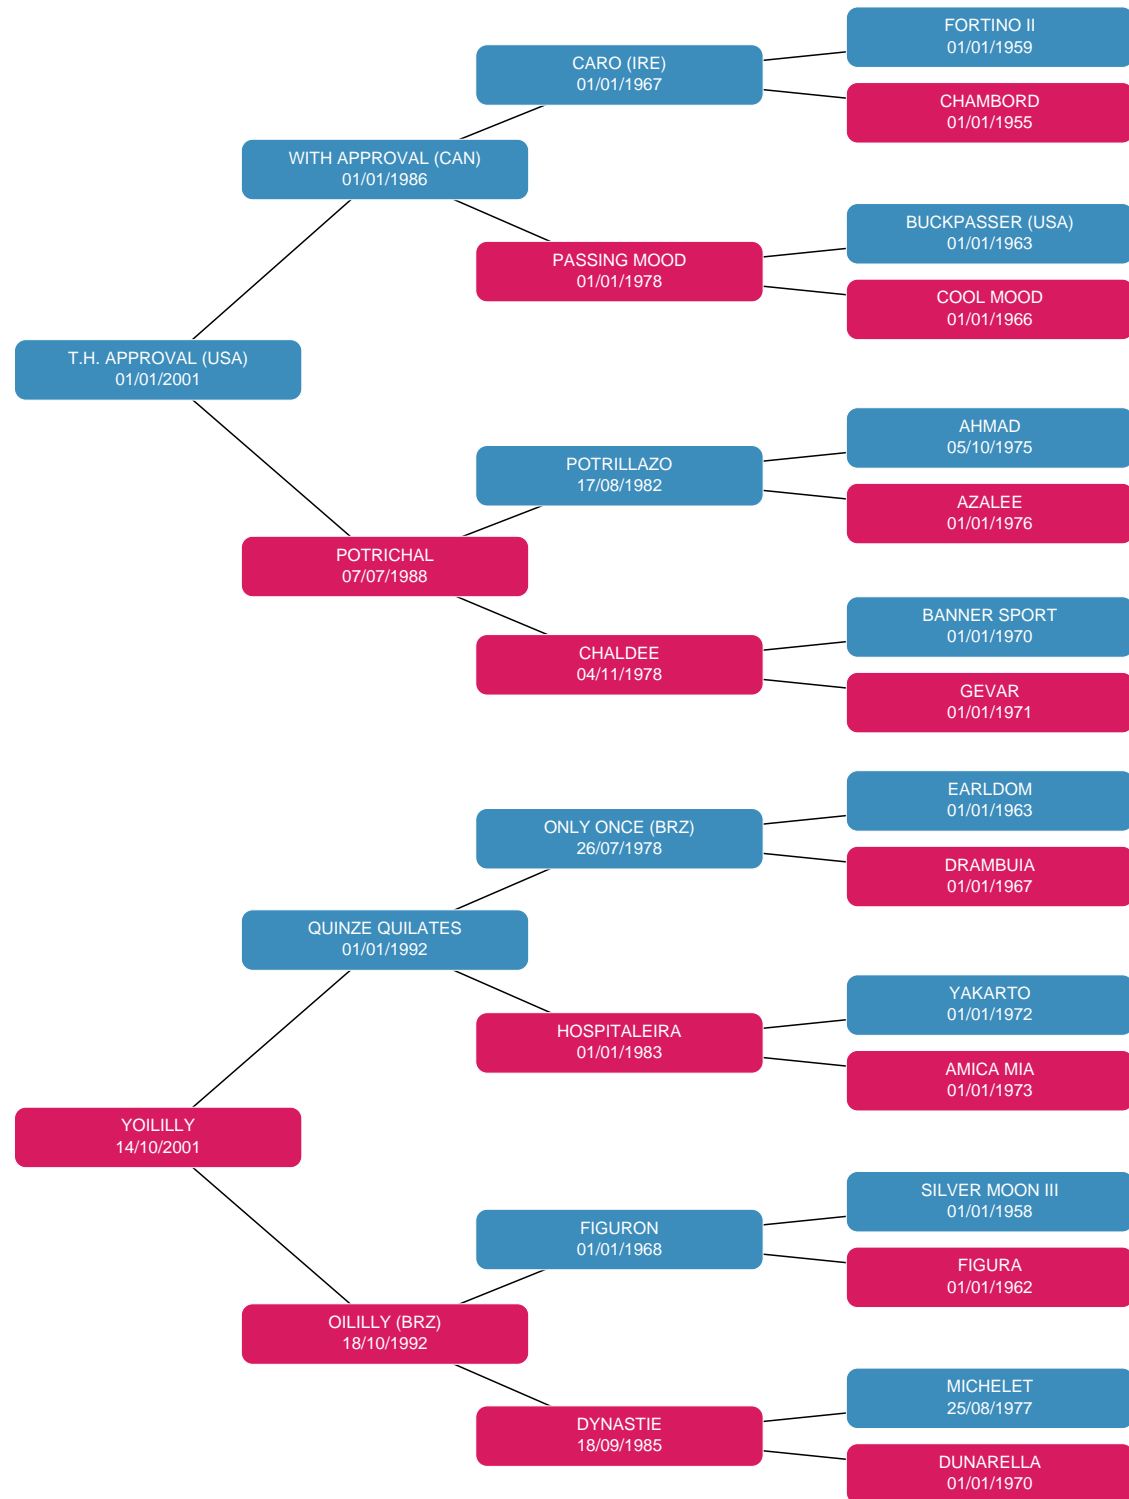 FORTINO II
01/01/1959
CARO (IRE)
01/01/1967
CHAMBORD
01/01/1955
WITH APPROVAL (CAN)
01/01/1986
BUCKPASSER (USA)
01/01/1963
PASSING MOOD
01/01/1978
COOL MOOD
01/01/1966
T.H. APPROVAL (USA)
01/01/2001
AHMAD
05/10/1975
POTRILLAZO
17/08/1982
AZALEE
01/01/1976
POTRICHAL
07/07/1988
BANNER SPORT
01/01/1970
CHALDEE
04/11/1978
GEVAR
01/01/1971
EARLDOM
01/01/1963
ONLY ONCE (BRZ)
26/07/1978
DRAMBUIA
01/01/1967
QUINZE QUILATES
01/01/1992
YAKARTO
01/01/1972
HOSPITALEIRA
01/01/1983
AMICA MIA
01/01/1973
YOILILLY
14/10/2001
SILVER MOON III
01/01/1958
FIGURON
01/01/1968
FIGURA
01/01/1962
OILILLY (BRZ)
18/10/1992
MICHELET
25/08/1977
DYNASTIE
18/09/1985
DUNARELLA
01/01/1970